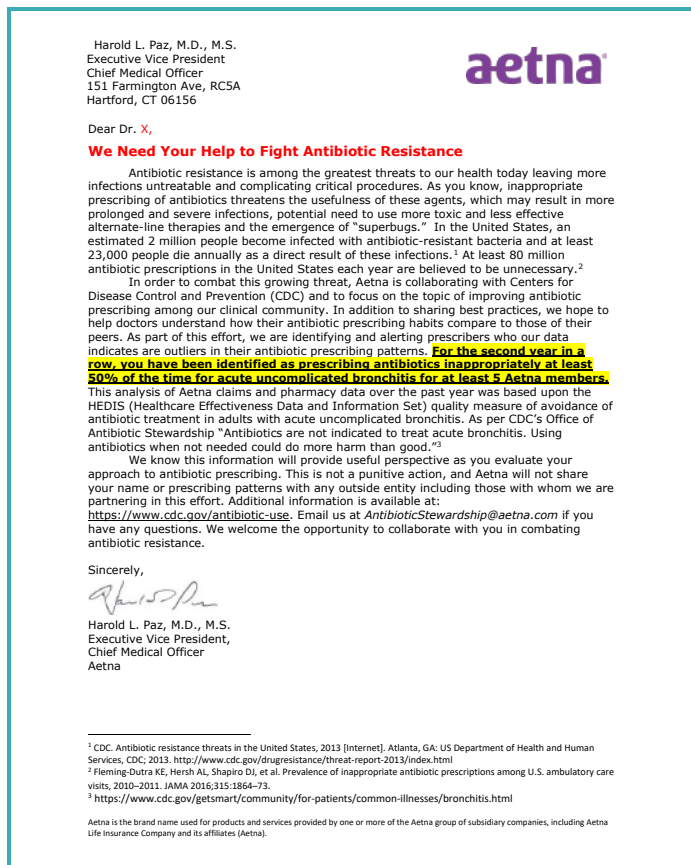 Harold L. Paz, M.D., M.S.
Executive Vice President
Chief Medical Officer
151 Farmington Ave, RC5A
Hartford, CT 06156
aetna
Dear Dr. X,
We Need Your Help to Fight Antibiotic Resistance
Antibiotic resistance is among the greatest threats to our health today leaving more
infections untreatable and complicating critical procedures. As you know, inappropriate
prescribing of antibiotics threatens the usefulness of these agents, which may result in more
prolonged and severe infections, potential need to use more toxic and less effective
alternate-line therapies and the emergence of “superbugs.” In the United States, an
estimated 2 million people become infected with antibiotic-resistant bacteria and at least
23,000 people die annually as a direct result of these infections.¹ At least 80 million
antibiotic prescriptions in the United States each year are believed to be unnecessary.²
In order to combat this growing threat, Aetna is collaborating with Centers for
Disease Control and Prevention (CDC) and to focus on the topic of improving antibiotic
prescribing among our clinical community. In addition to sharing best practices, we hope to
help doctors understand how their antibiotic prescribing habits compare to those of their
peers. As part of this effort, we are identifying and alerting prescribers who our data
indicates are outliers in their antibiotic prescribing patterns. For the second year in a
row, you have been identified as prescribing antibiotics inappropriately at least
50% of the time for acute uncomplicated bronchitis for at least 5 Aetna members.
This analysis of Aetna claims and pharmacy data over the past year was based upon the
HEDIS (Healthcare Effectiveness Data and Information Set) quality measure of avoidance of
antibiotic treatment in adults with acute uncomplicated bronchitis. As per CDC’s Office of
Antibiotic Stewardship “Antibiotics are not indicated to treat acute bronchitis. Using
antibiotics when not needed could do more harm than good.”³
We know this information will provide useful perspective as you evaluate your
approach to antibiotic prescribing. This is not a punitive action, and Aetna will not share
your name or prescribing patterns with any outside entity including those with whom we are
partnering in this effort. Additional information is available at:
https://www.cdc.gov/antibiotic-use. Email us at AntibioticStewardship@aetna.com if you
have any questions. We welcome the opportunity to collaborate with you in combating
antibiotic resistance.
Sincerely,
Harold L. Paz, M.D., M.S.
Executive Vice President,
Chief Medical Officer
Aetna
¹ CDC. Antibiotic resistance threats in the United States, 2013 [Internet]. Atlanta, GA: US Department of Health and Human
Services, CDC; 2013. http://www.cdc.gov/drugresistance/threat-report-2013/index.html
² Fleming-Dutra KE, Hersh AL, Shapiro DJ, et al. Prevalence of inappropriate antibiotic prescriptions among U.S. ambulatory care
visits, 2010–2011. JAMA 2016;315:1864–73.
³ https://www.cdc.gov/getsmart/community/for-patients/common-illnesses/bronchitis.html
Aetna is the brand name used for products and services provided by one or more of the Aetna group of subsidiary companies, including Aetna
Life Insurance Company and its affiliates (Aetna).